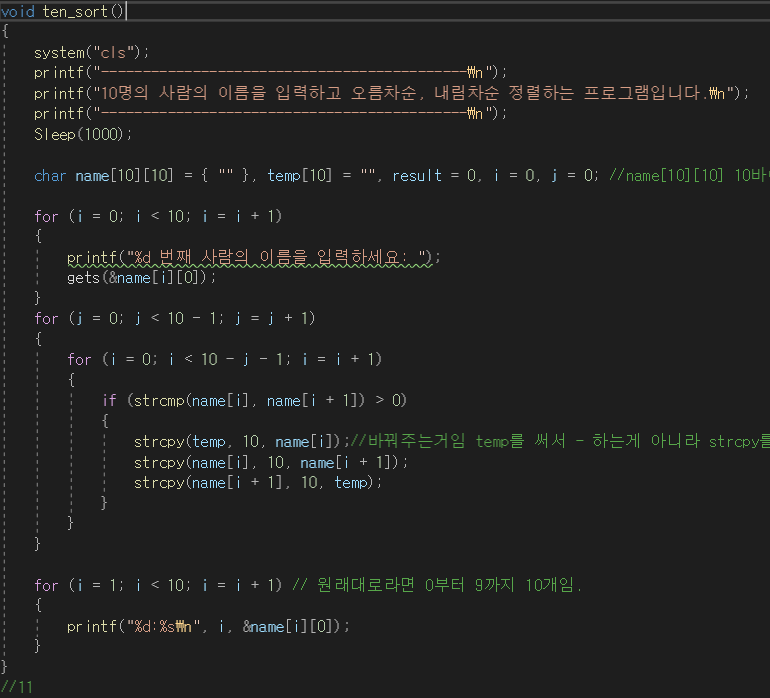 void ten_sort()
{
system("cls");
printf("--------------------------------------------₩n");
printf("10명의 사람의 이름을 입력하고 오름차순, 내림차순 정렬하는 프로그램입니다.₩n");
printf("--------------------------------------------₩n");
Sleep(1000);
char name[10][10] = { "" }, temp[10] = "", result = 0, i = 0, j = 0; //name[10][10] 10바
for (i = 0; i < 10; i = i + 1)
{
printf("%d 번째 사람의 이름을 입력하세요: ");
gets(&name[i][0]);
}
for (j = 0; j < 10 - 1; j = j + 1)
{
for (i = 0; i < 10 - j - 1; i = i + 1)
{
if (strcmp(name[i], name[i + 1]) > 0)
{
strcpy(temp, 10, name[i]);//바꿔주는거임 temp를 써서 - 하는게 아니라 strcpy를
strcpy(name[i], 10, name[i + 1]);
strcpy(name[i + 1], 10, temp);
}
}
}
for (i = 1; i < 10; i = i + 1) // 원래대로라면 0부터 9까지 10개임.
{
printf("%d:%s₩n", i, &name[i][0]);
}
}
//11